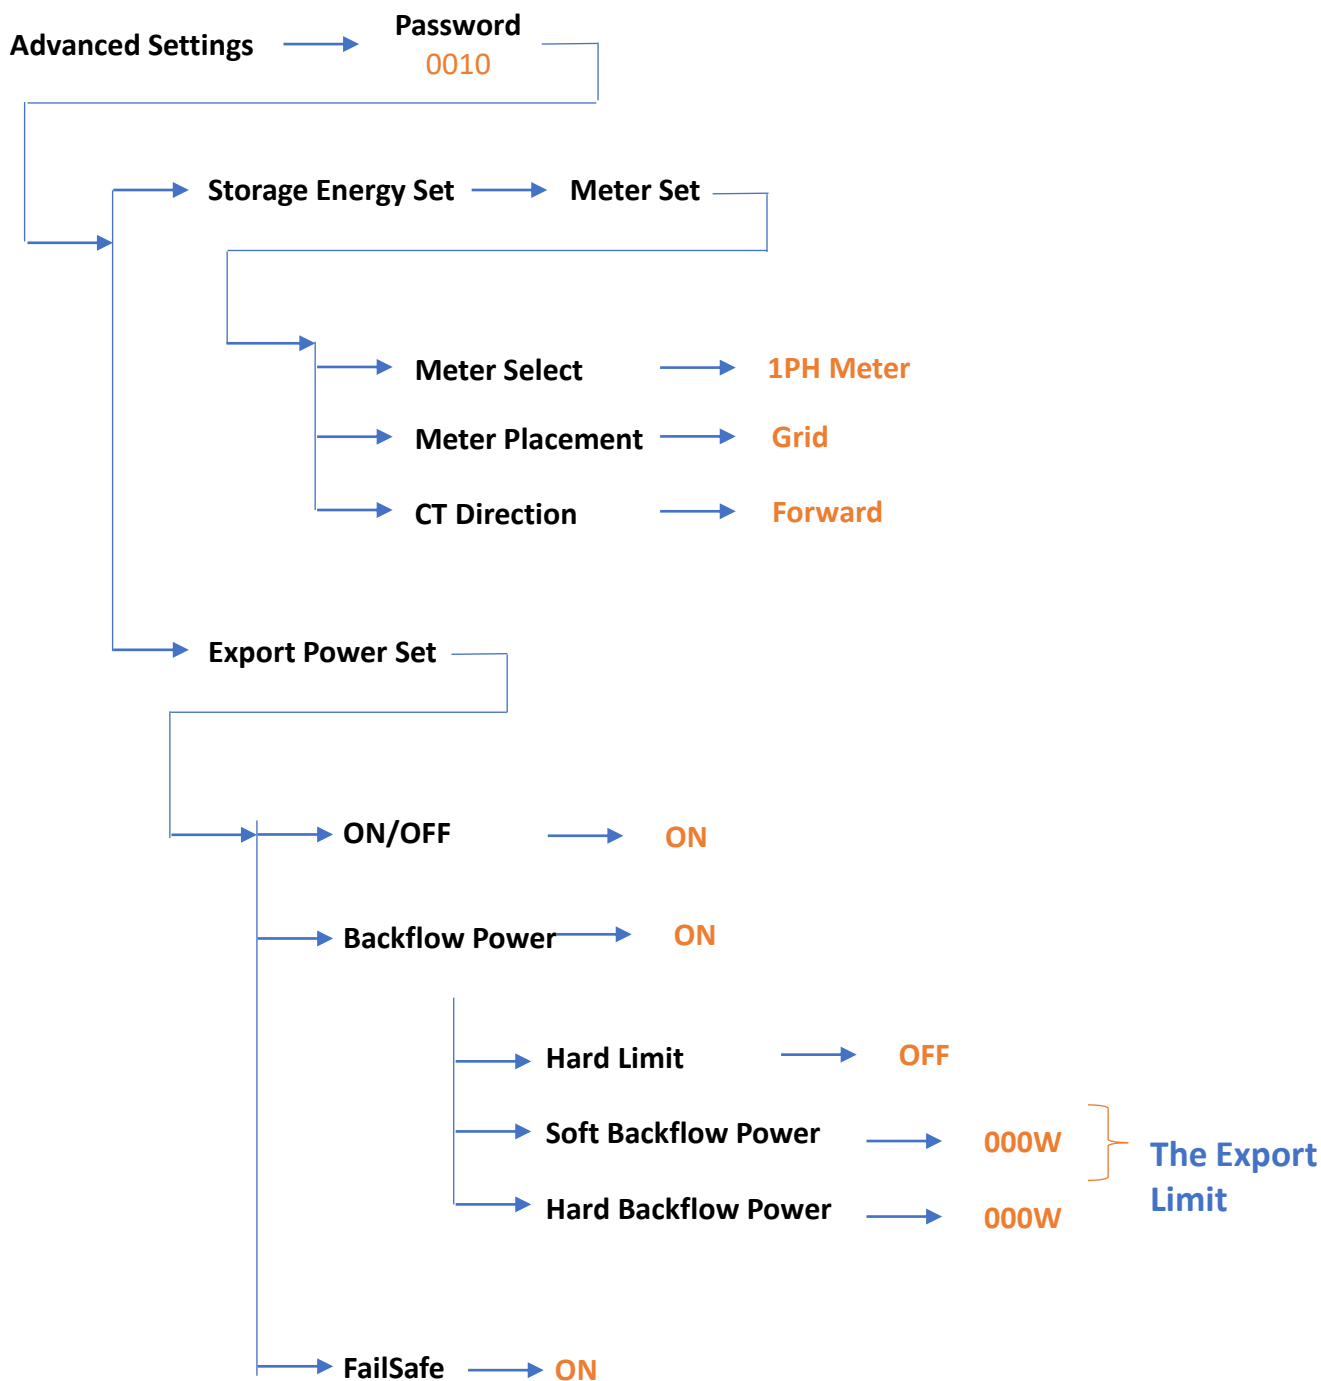 Advanced Settings
Password
0010
Storage Energy Set
Meter Set
Meter Select
1PH Meter
Meter Placement
Grid
CT Direction
Forward
Export Power Set
ON/OFF
ON
Backflow Power
ON
Hard Limit
OFF
Soft Backflow Power
000W
The Export
Limit
Hard Backflow Power
000W
FailSafe
ON